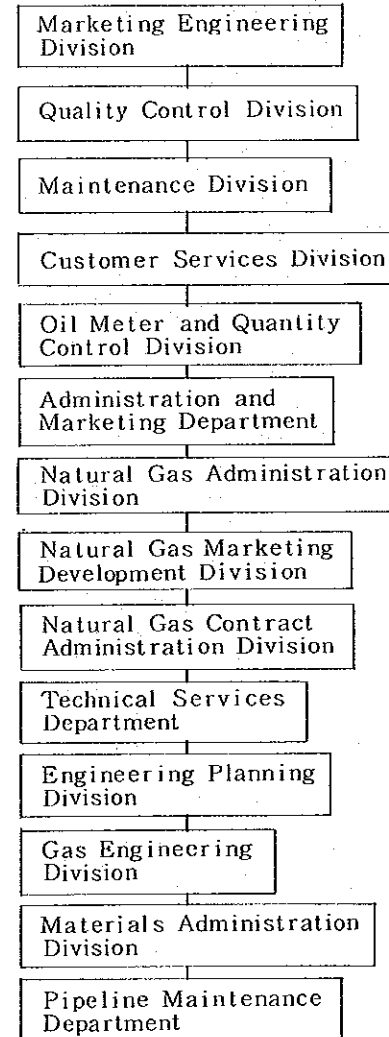 Marketing Engineering
Division
Quality Control Division
Maintenance Division
Customer Services Division
Oil Meter and Quantity
Control Division
Administration and
Marketing Department
Natural Gas Administration
Division
Natural Gas Marketing
Development Division
Natural Gas Contract
Administration Division
Technical Services
Department
Engineering Planning
Division
Gas Engineering
Division
Materials Administration
Division
Pipeline Maintenance
Department